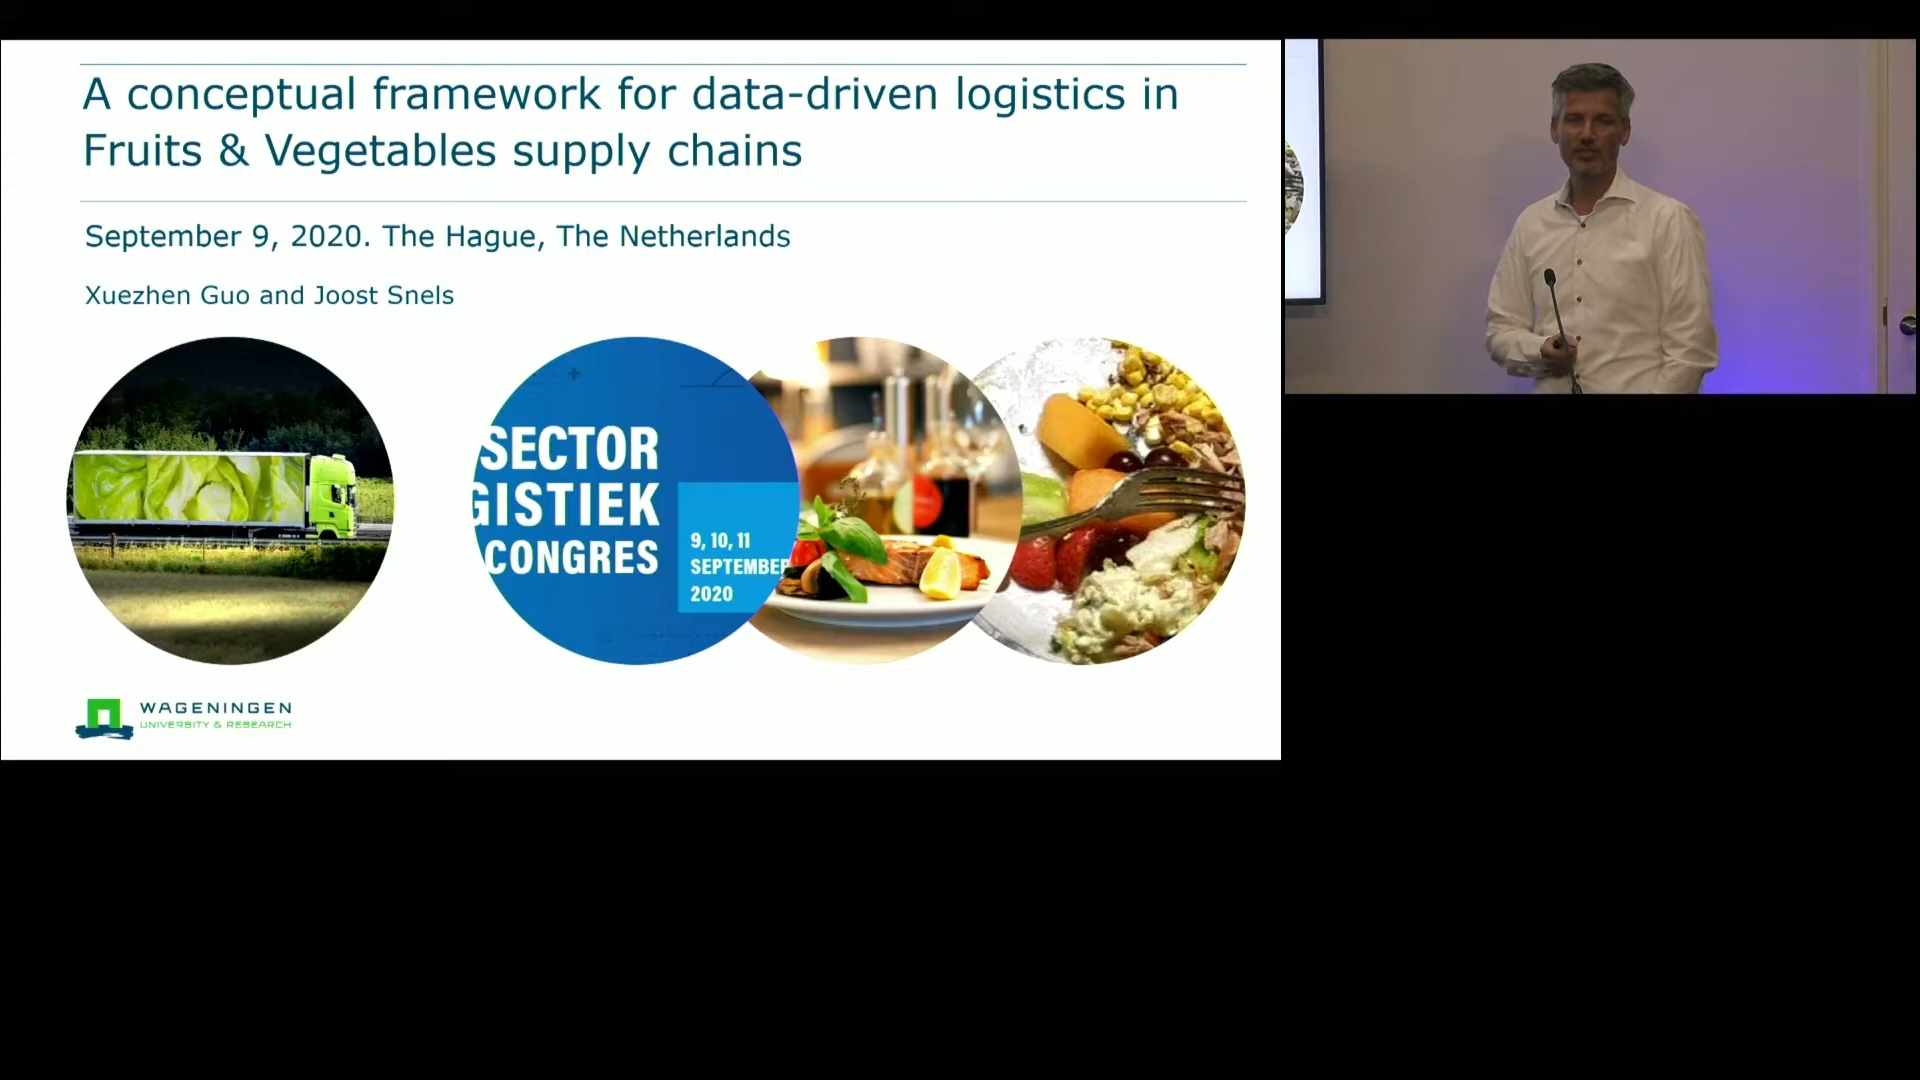 A conceptual framework for data-driven logistics in
Fruits & Vegetables supply chains
September 9, 2020. The Hague, The Netherlands
Xuezhen Guo and Joost Snels
SECTOR
GISTIEK
CONGRES
9, 10, 11
SEPTEMBER
2020
WAGENINGEN
UNIVERSITY & RESEARCH